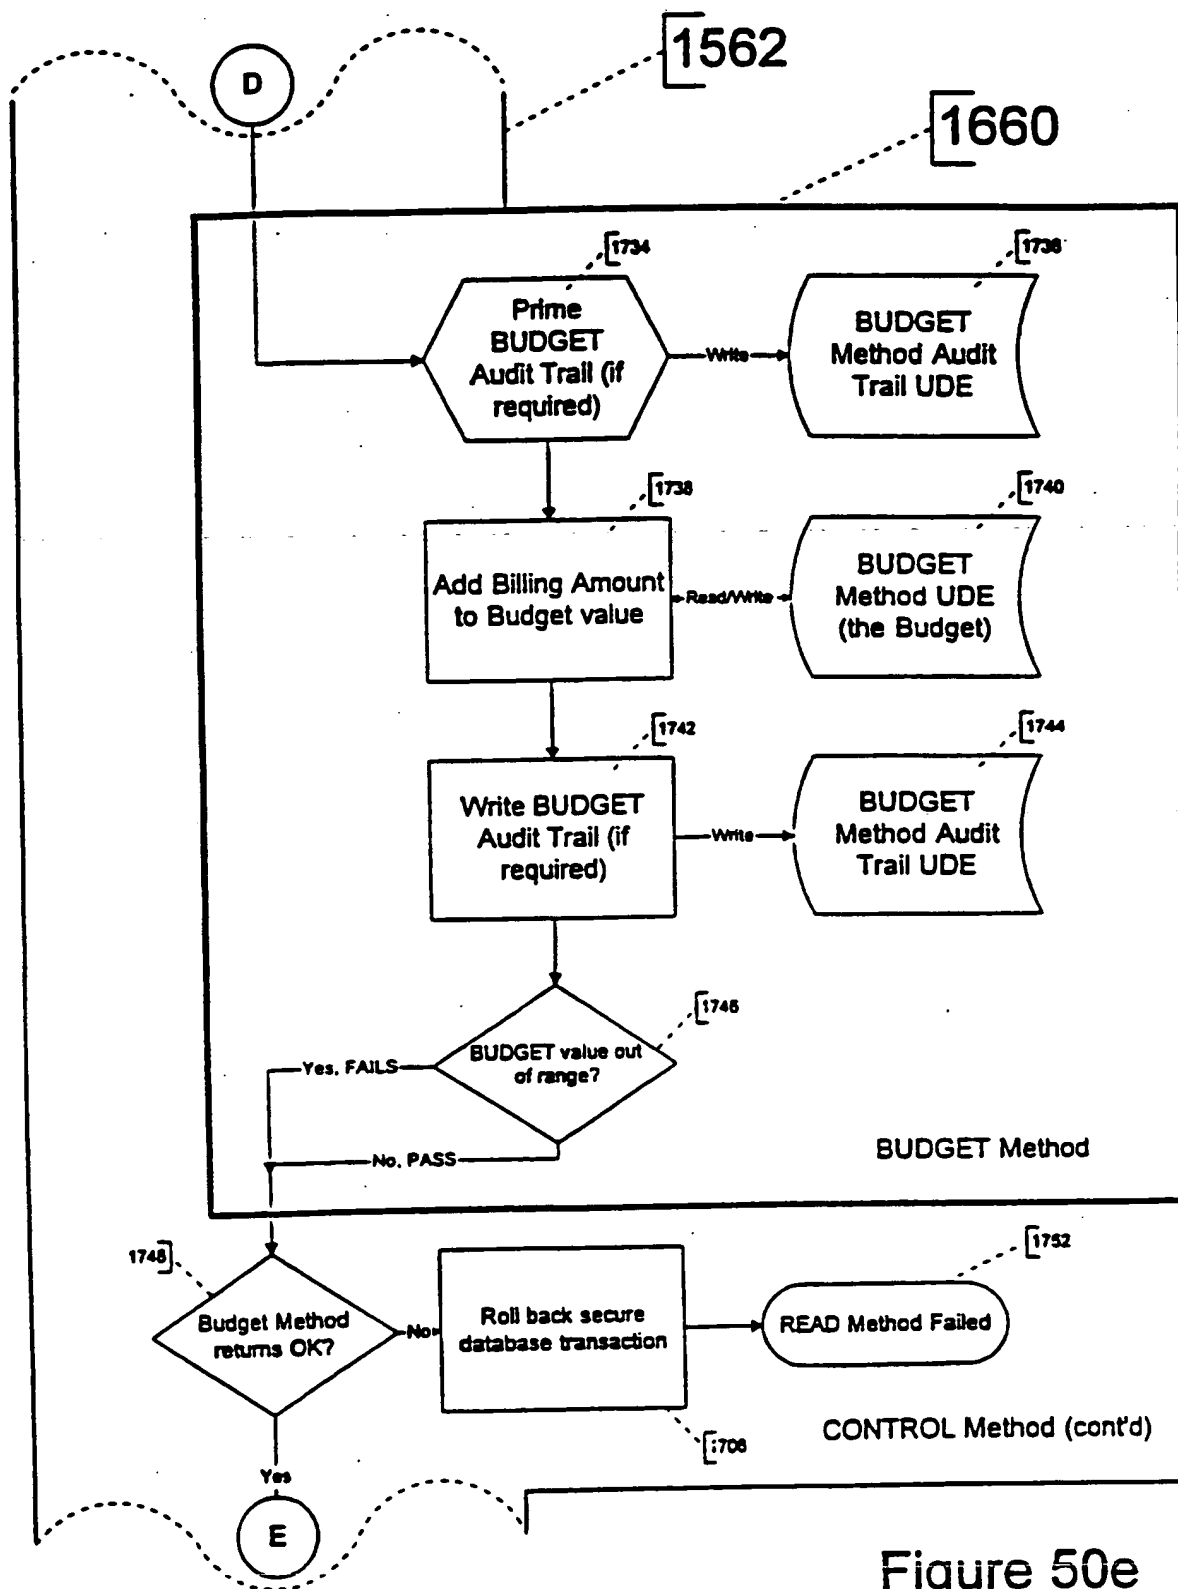 D
1562
1660
1734
Prime
BUDGET
Audit Trail (if
required)
Write
1736
BUDGET
Method Audit
Trail UDE
1738
Add Billing Amount
to Budget value
Read/Write
1740
BUDGET
Method UDE
(the Budget)
1742
Write BUDGET
Audit Trail (if
required)
Write
1744
BUDGET
Method Audit
Trail UDE
1746
BUDGET value out
of range?
Yes, FAILS
No, PASS
BUDGET Method
1748
Budget Method
returns OK?
No
Roll back secure
database transaction
1752
READ Method Failed
1706
CONTROL Method (cont'd)
Yes
E
Figure 50e